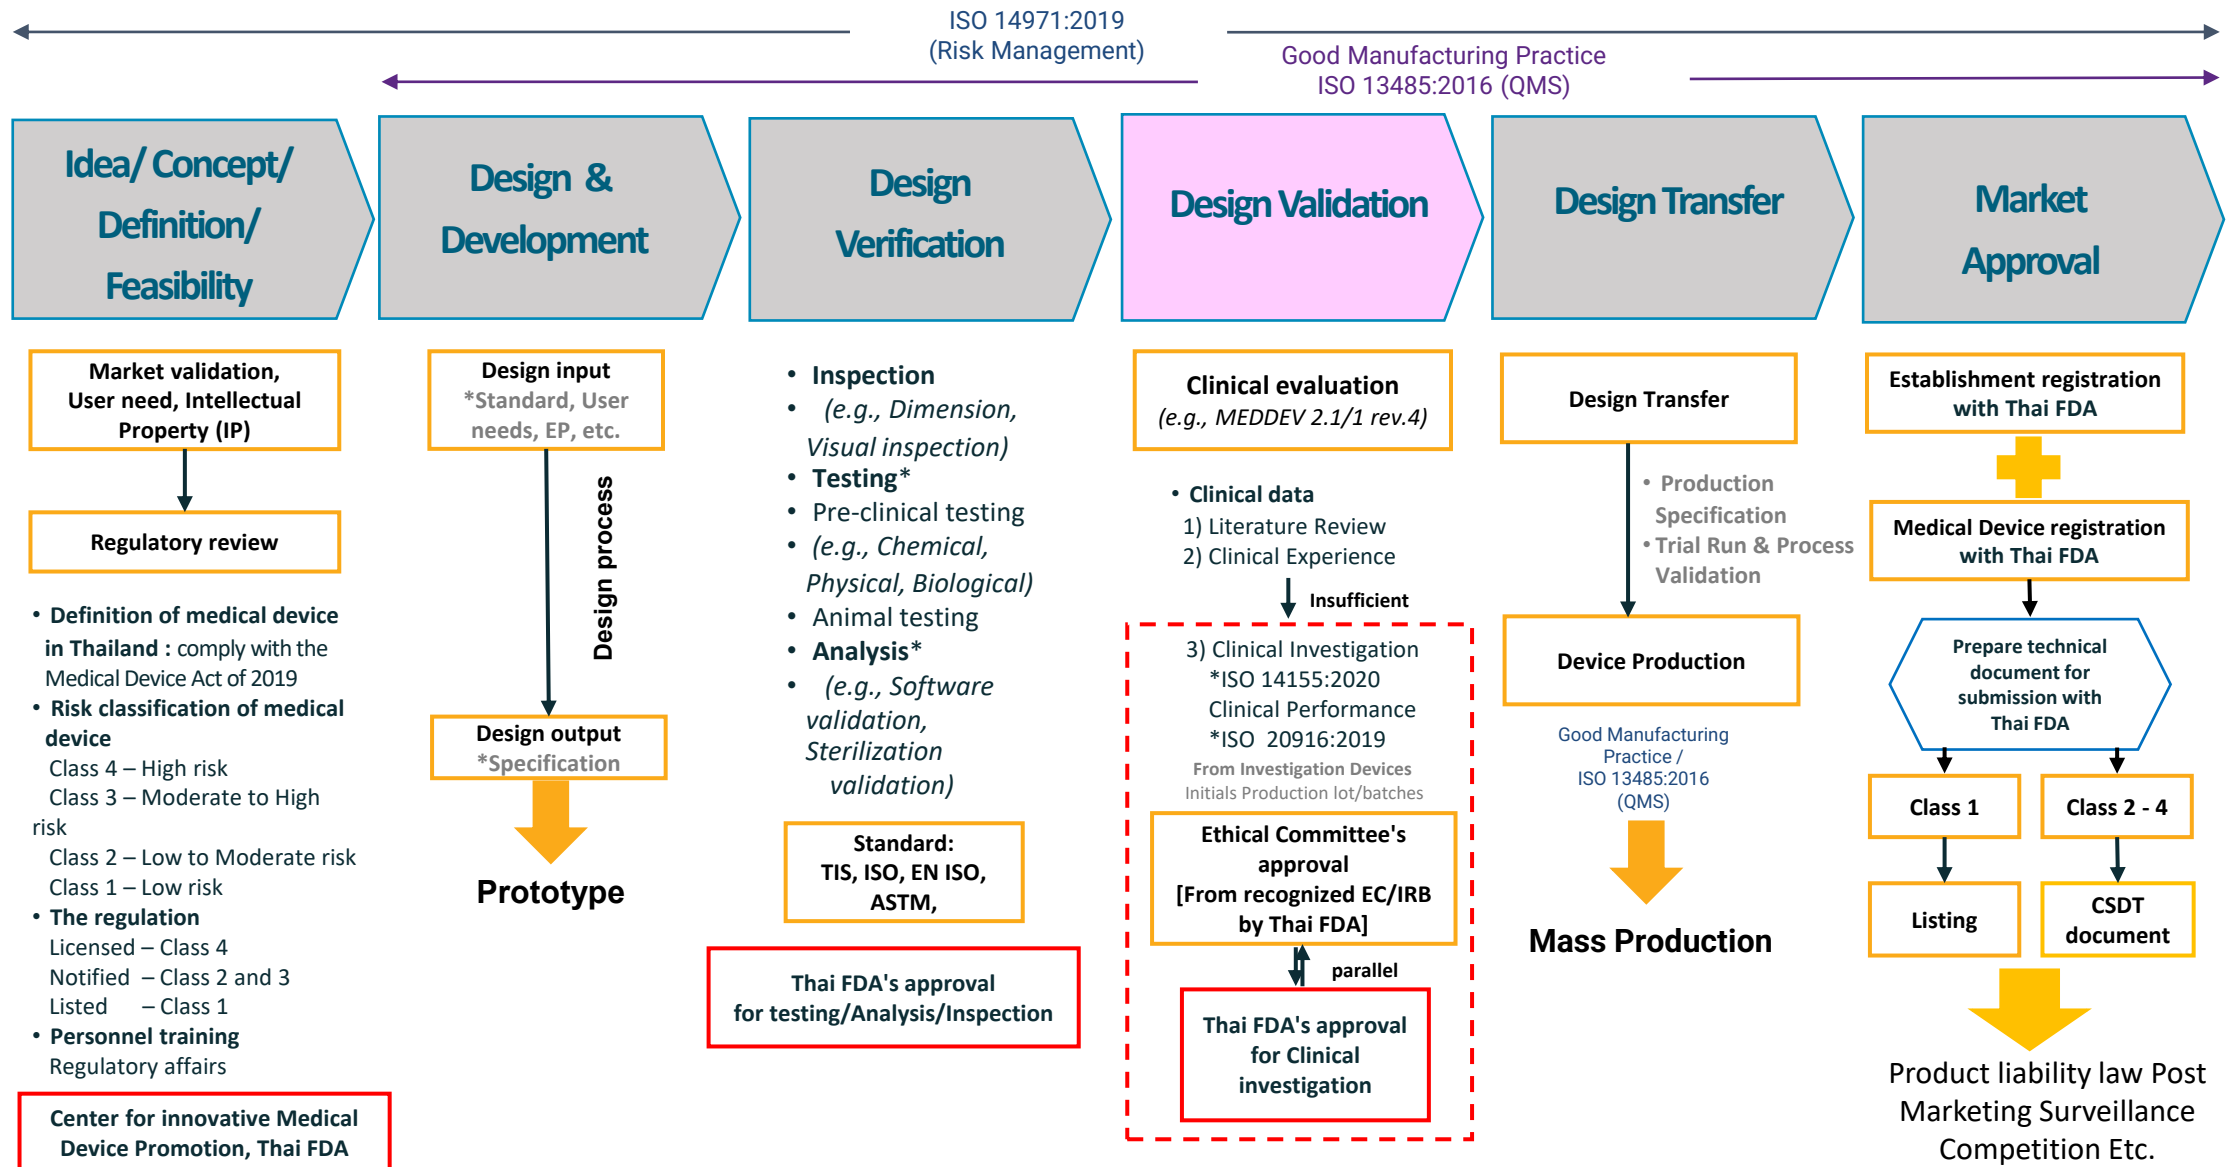 ISO 14971:2019
(Risk Management)
Good Manufacturing Practice
ISO 13485:2016 (QMS)
Idea/ Concept/
Definition/
Feasibility
Design &
Development
Design
Verification
Design Validation
Design Transfer
Market
Approval
Market validation,
User need, Intellectual
Property (IP)
Regulatory review
• Definition of medical device
in Thailand : comply with the
Medical Device Act of 2019
• Risk classification of medical
device
Class 4 – High risk
Class 3 – Moderate to High
risk
Class 2 – Low to Moderate risk
Class 1 – Low risk
• The regulation
Licensed – Class 4
Notified – Class 2 and 3
Listed – Class 1
• Personnel training
Regulatory affairs
Center for innovative Medical
Device Promotion, Thai FDA
Design input
*Standard, User
needs, EP, etc.
Design process
Design output
*Specification
Prototype
• Inspection
• (e.g., Dimension,
Visual inspection)
• Testing*
• Pre-clinical testing
• (e.g., Chemical,
Physical, Biological)
• Animal testing
• Analysis*
• (e.g., Software
validation,
Sterilization
validation)
Standard:
TIS, ISO, EN ISO,
ASTM,
Thai FDA's approval
for testing/Analysis/Inspection
Clinical evaluation
(e.g., MEDDEV 2.1/1 rev.4)
• Clinical data
1) Literature Review
2) Clinical Experience
Insufficient
3) Clinical Investigation
*ISO 14155:2020
Clinical Performance
*ISO 20916:2019
From Investigation Devices
Initials Production lot/batches
Ethical Committee's
approval
[From recognized EC/IRB
by Thai FDA]
parallel
Thai FDA's approval
for Clinical
investigation
Design Transfer
• Production
Specification
• Trial Run & Process
Validation
Device Production
Good Manufacturing
Practice /
ISO 13485:2016
(QMS)
Mass Production
Establishment registration
with Thai FDA
Medical Device registration
with Thai FDA
Prepare technical
document for
submission with
Thai FDA
Class 1
Class 2 - 4
Listing
CSDT
document
Product liability law Post
Marketing Surveillance
Competition Etc.